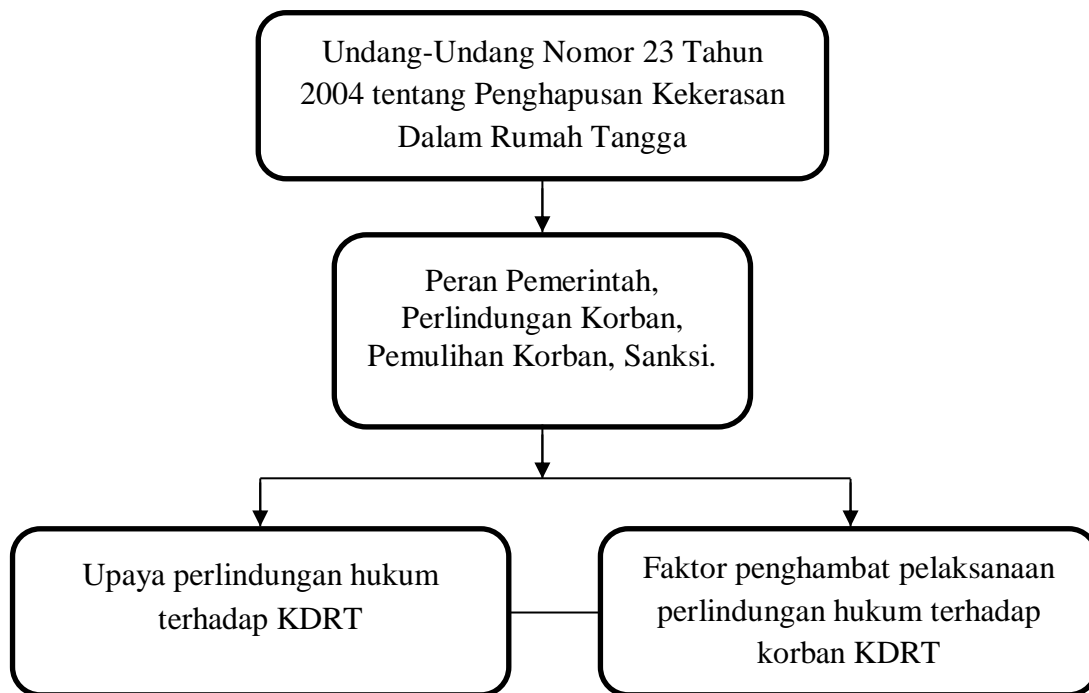 Undang-Undang Nomor 23 Tahun
2004 tentang Penghapusan Kekerasan
Dalam Rumah Tangga
Peran Pemerintah,
Perlindungan Korban,
Pemulihan Korban, Sanksi.
Upaya perlindungan hukum
terhadap KDRT
Faktor penghambat pelaksanaan
perlindungan hukum terhadap
korban KDRT